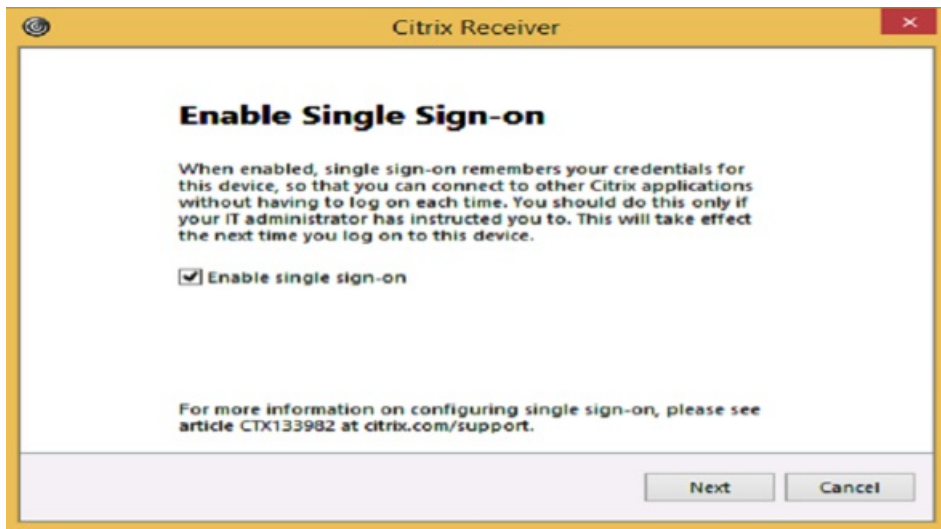 Citrix Receiver
Enable Single Sign-on
When enabled, single sign-on remembers your credentials for
this device, so that you can connect to other Citrix applications
without having to log on each time. You should do this only if
your IT administrator has instructed you to. This will take effect
the next time you log on to this device.
Enable single sign-on
For more information on configuring single sign-on, please see
article CTX133982 at citrix.com/support.
Next Cancel